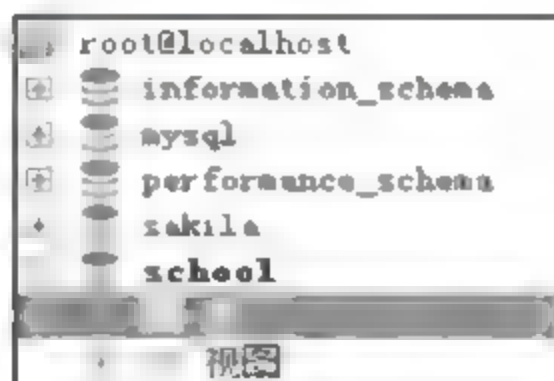 root@localhost
information_schema
mysql
performance_schema
sakila
school
视图